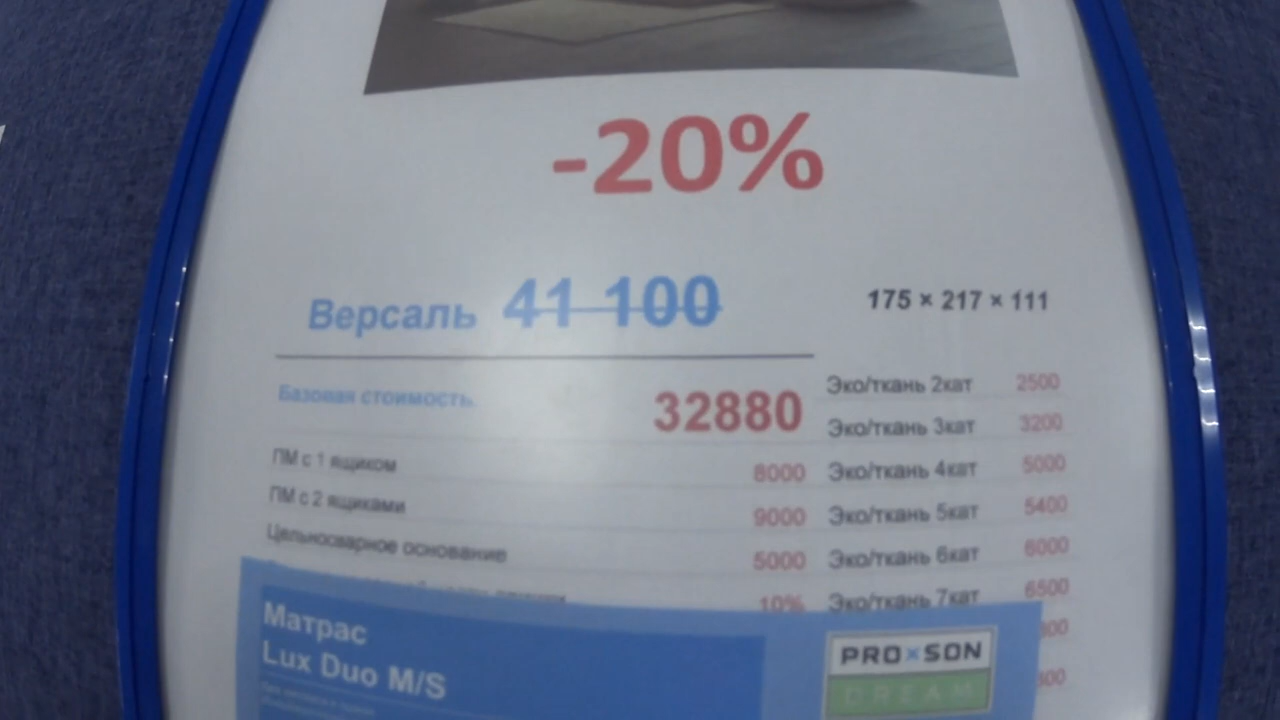 -20%
Версаль 41 100
175 × 217 × 111
Базовая стоимость
32880
ПМ с 1 ящиком 8000
ПМ с 2 ящиками 9000
Цельносварное основание 5000
10%
Эко/ткань 2кат 2500
Эко/ткань 3кат 3200
Эко/ткань 4кат 5000
Эко/ткань 5кат 5400
Эко/ткань 6кат 6000
Эко/ткань 7кат 6500
Матрас
Lux Duo M/S
PRO×SON
DREAM